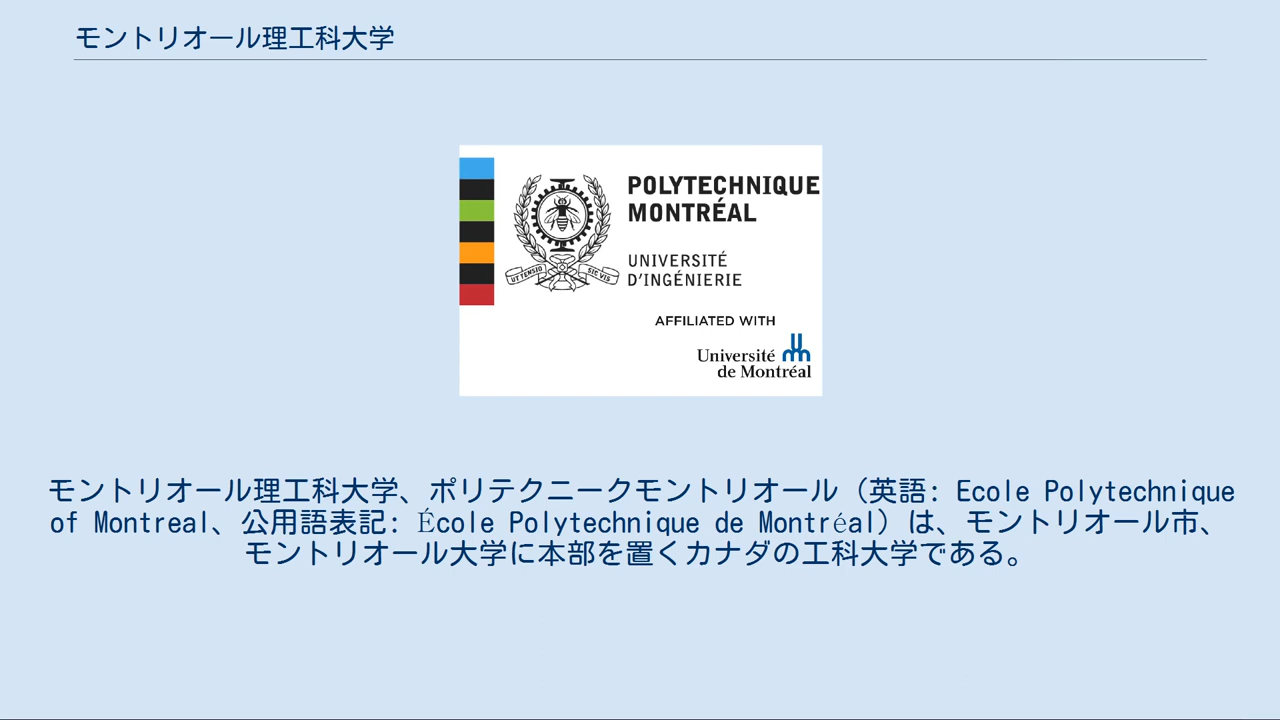 モントリオール理工科大学
POLYTECHNIQUE
MONTRÉAL
UNIVERSITÉ
D'INGÉNIERIE
UT TENSIO SIC VIS
AFFILIATED WITH
Université
de Montréal
モントリオール理工科大学、ポリテクニークモントリオール（英語: Ecole Polytechnique
of Montreal、公用語表記: École Polytechnique de Montréal）は、モントリオール市、
モントリオール大学に本部を置くカナダの工科大学である。